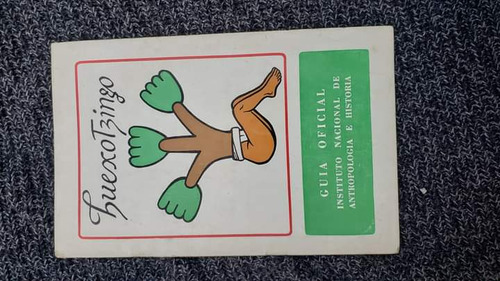 huexoTzingo
GUIA OFICIAL
INSTITUTO NACIONAL DE
ANTROPOLOGIA E HISTORIA